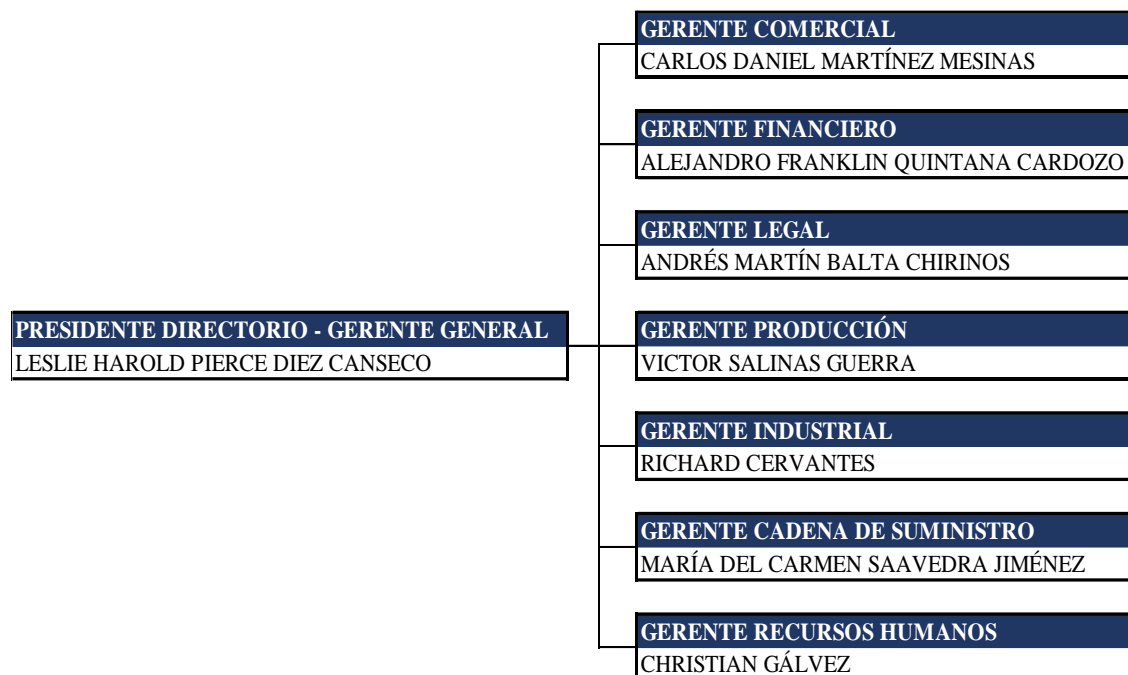 GERENTE COMERCIAL
CARLOS DANIEL MARTÍNEZ MESINAS
GERENTE FINANCIERO
ALEJANDRO FRANKLIN QUINTANA CARDOZO
GERENTE LEGAL
ANDRÉS MARTÍN BALTA CHIRINOS
PRESIDENTE DIRECTORIO - GERENTE GENERAL
LESLIE HAROLD PIERCE DIEZ CANSECO
GERENTE PRODUCCIÓN
VICTOR SALINAS GUERRA
GERENTE INDUSTRIAL
RICHARD CERVANTES
GERENTE CADENA DE SUMINISTRO
MARÍA DEL CARMEN SAAVEDRA JIMÉNEZ
GERENTE RECURSOS HUMANOS
CHRISTIAN GÁLVEZ